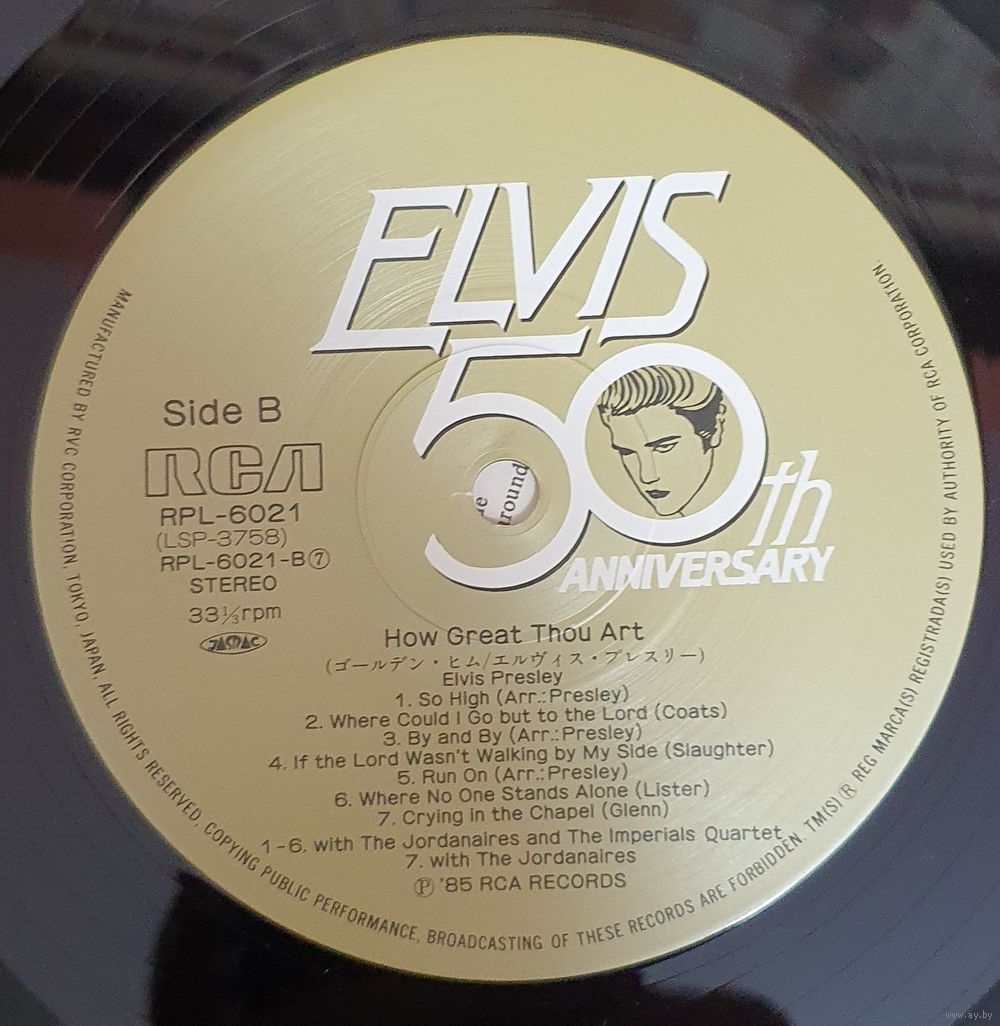 ELVIS
50th
ANNIVERSARY
Side B
RCA
RPL-6021
(LSP-3758)
RPL-6021-B⑦
STEREO
33⅓rpm
JASRAC
How Great Thou Art
(ゴールデン・ヒム/エルヴィス・プレスリー)
Elvis Presley
1. So High (Arr.:Presley)
2. Where Could I Go but to the Lord (Coats)
3. By and By (Arr.:Presley)
4. If the Lord Wasn't Walking by My Side (Slaughter)
5. Run On (Arr.:Presley)
6. Where No One Stands Alone (Lister)
7. Crying in the Chapel (Glenn)
1-6. with The Jordanaires and The Imperials Quartet
7. with The Jordanaires
Ⓟ '85 RCA RECORDS
MANUFACTURED BY RVC CORPORATION, TOKYO, JAPAN, ALL RIGHTS RESERVED, COPYING PUBLIC PERFORMANCE, BROADCASTING OF THESE RECORDS ARE FORBIDDEN. TM(S) ® REG MARCA(S) REGISTRADA(S) USED BY AUTHORITY OF RCA CORPORATION.
round
www.ay.by